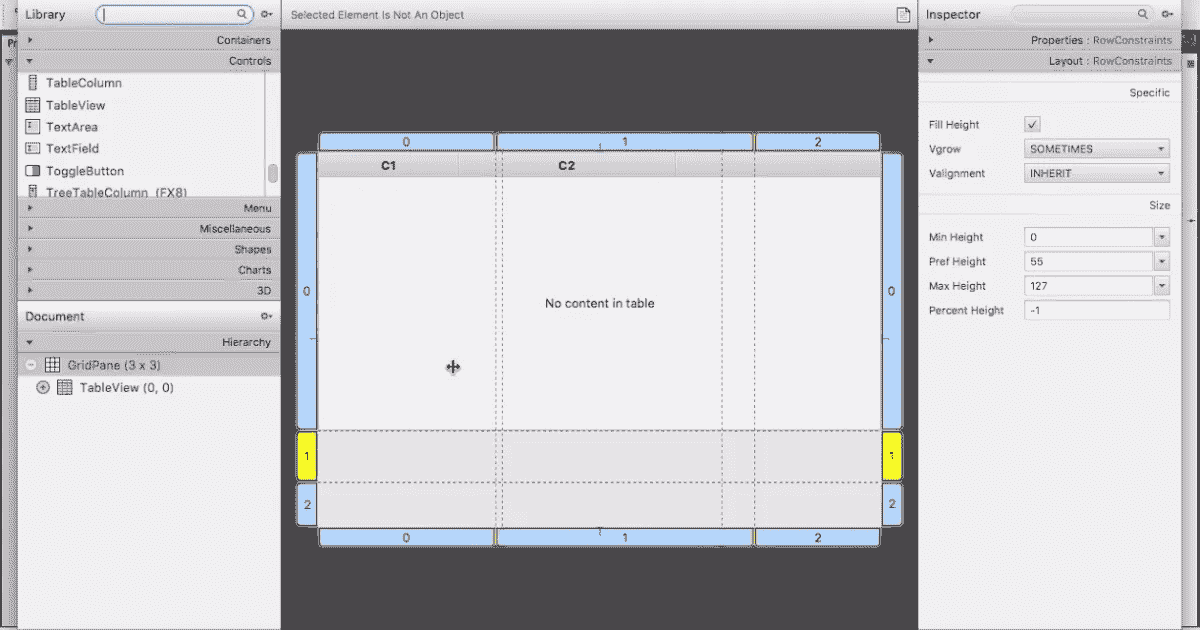 Library
Containers
Controls
TableColumn
TableView
TextArea
TextField
ToggleButton
TreeTableColumn (FX8)
Menu
Miscellaneous
Shapes
Charts
3D
Document
Hierarchy
GridPane (3 x 3)
TableView (0, 0)
Selected Element Is Not An Object
0 1 2
C1 C2
0 0
No content in table
1 1
2 2
0 1 2
Inspector
Properties : RowConstraints
Layout : RowConstraints
Specific
Fill Height
Vgrow SOMETIMES
Valignment INHERIT
Size
Min Height 0
Pref Height 55
Max Height 127
Percent Height -1